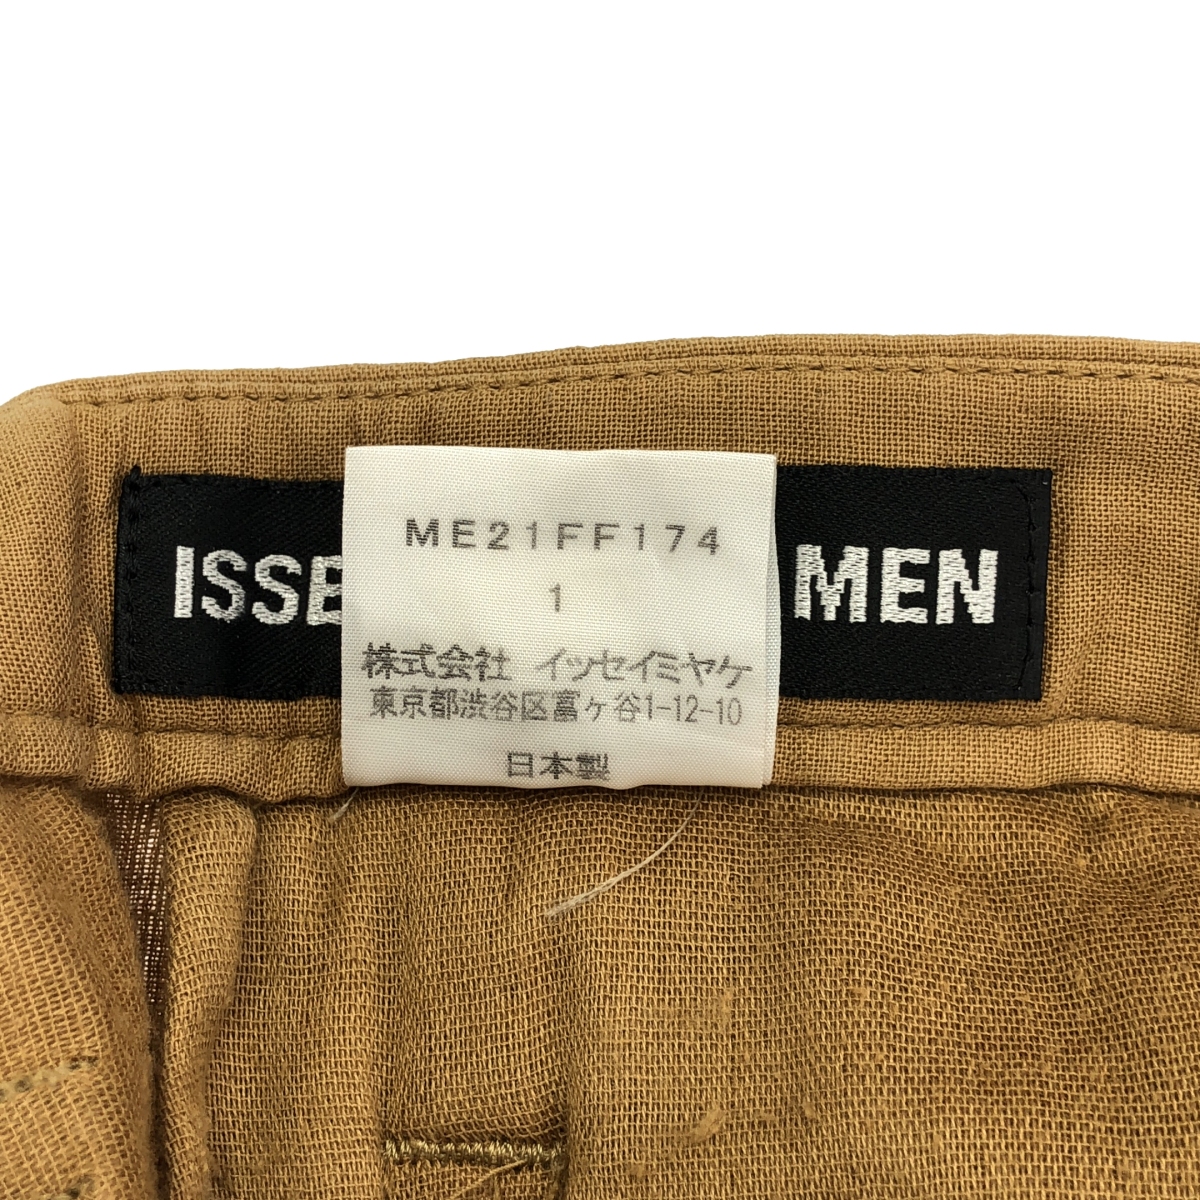 ISSE MEN
ME21FF174
1
株式会社 イッセイミヤケ
東京都渋谷区富ヶ谷1-12-10
日本製